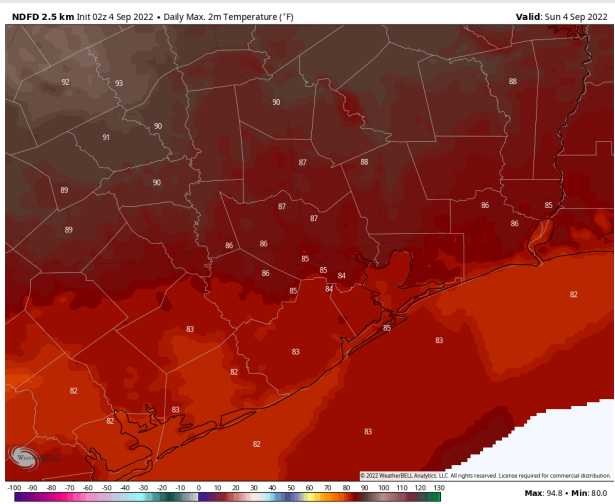 NDFD 2.5 km Init 02z 4 Sep 2022 • Daily Max. 2m Temperature (°F)
Valid: Sun 4 Sep 2022
92 93 88
90
90
91
87 88
90
89
87 86 85
87 86
89
86 86
85
86 85 84
85 84 82
83 85
83
83
82
82
83
82
83
82
© 2022 WeatherBELL Analytics, LLC. All rights reserved. License required for commercial distribution.
-100 -90 -80 -70 -60 -50 -40 -30 -20 -10 0 10 20 30 40 50 60 70 80 90 100 110 120 130
Max: 94.8 • Min: 80.0